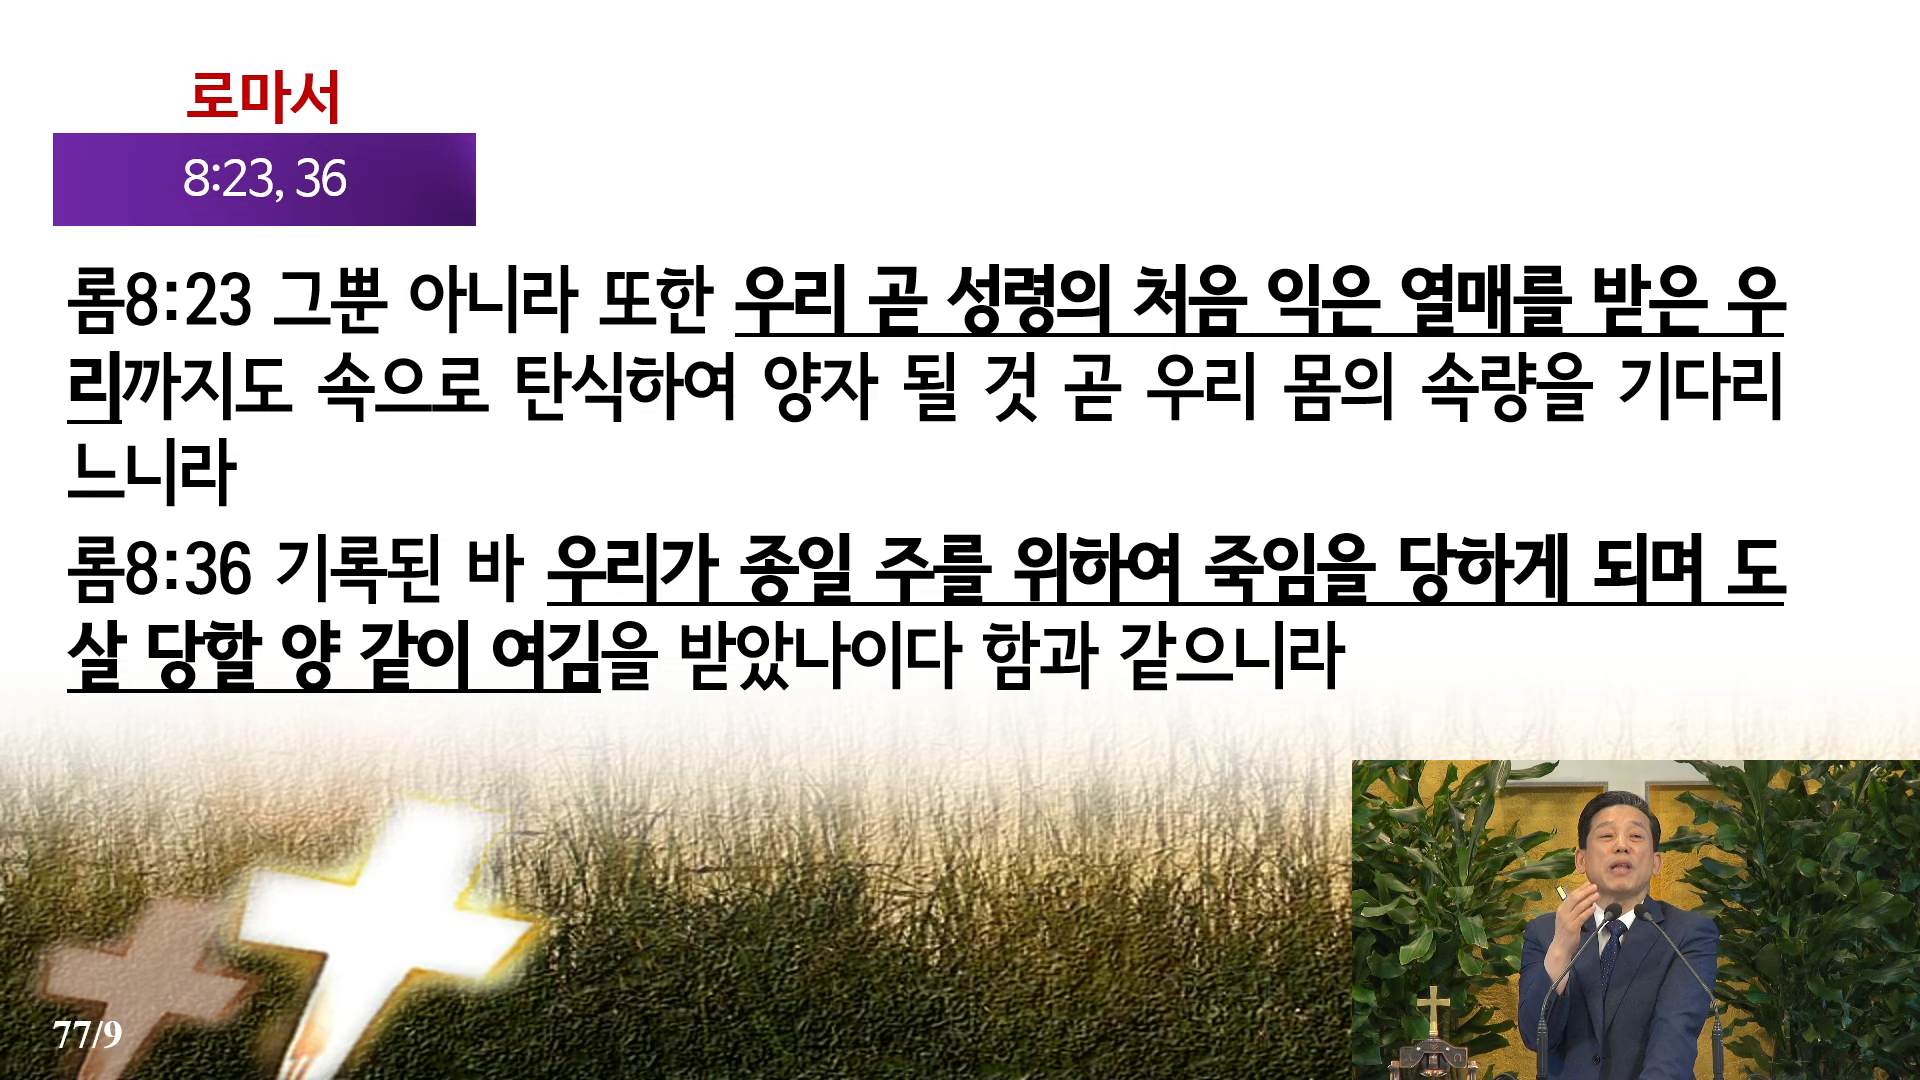 로마서
8:23, 36
롬8:23 그뿐 아니라 또한 우리 곧 성령의 처음 익은 열매를 받은 우
리까지도 속으로 탄식하여 양자 될 것 곧 우리 몸의 속량을 기다리
느니라
롬8:36 기록된 바 우리가 종일 주를 위하여 죽임을 당하게 되며 도
살 당할 양 같이 여김을 받았나이다 함과 같으니라
77/9